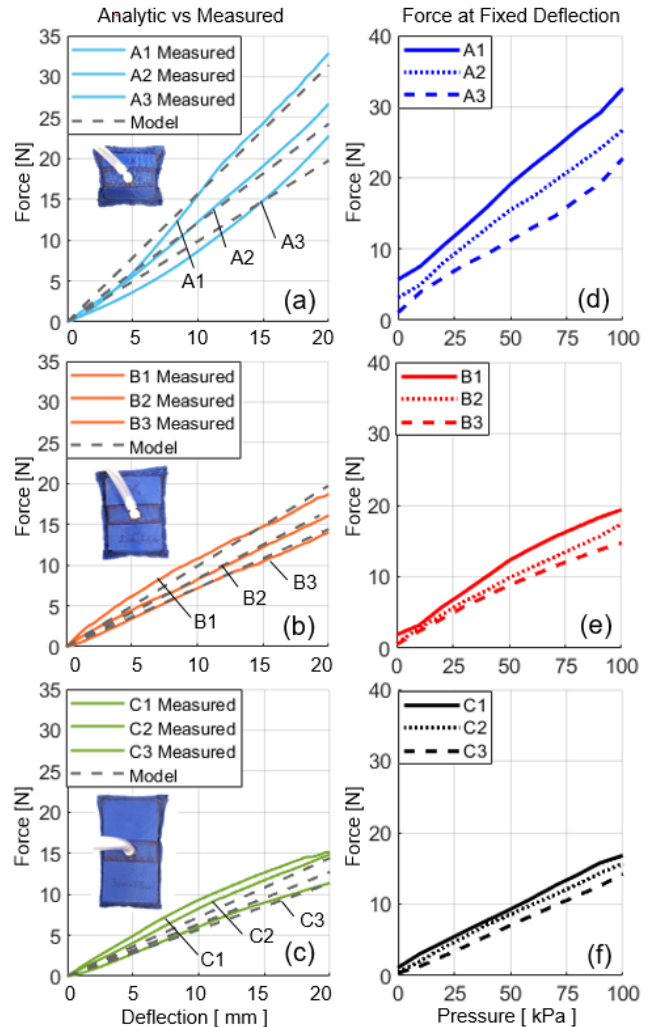 Analytic vs Measured
Force at Fixed Deflection
35
30
25
20
15
10
5
0
Force [N]
A1 Measured
A2 Measured
A3 Measured
Model
A1
A2
A3
(a)
0
5
10
15
20
40
30
20
10
0
Force [N]
A1
A2
A3
(d)
0
25
50
75
100
35
30
25
20
15
10
5
0
Force [N]
B1 Measured
B2 Measured
B3 Measured
Model
B1
B2
B3
(b)
0
5
10
15
20
40
30
20
10
0
Force [N]
B1
B2
B3
(e)
0
25
50
75
100
35
30
25
20
15
10
5
0
Force [N]
C1 Measured
C2 Measured
C3 Measured
Model
C1
C2
C3
(c)
0
5
10
15
20
Deflection [ mm ]
40
30
20
10
0
Force [N]
C1
C2
C3
(f)
0
25
50
75
100
Pressure [ kPa ]